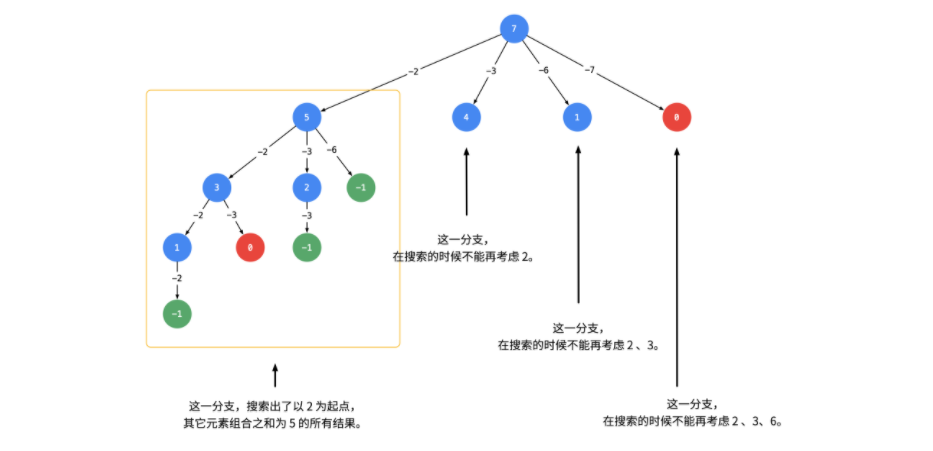 7
-2
-3
-6
-7
5
4
1
0
-2
-3
-6
3
2
-1
-2
-3
-3
1
0
-1
-2
-1
这一分支，
在搜索的时候不能再考虑 2。
这一分支，
在搜索的时候不能再考虑 2 、3。
这一分支，搜索出了以 2 为起点，
其它元素组合之和为 5 的所有结果。
这一分支，
在搜索的时候不能再考虑 2 、3、6。